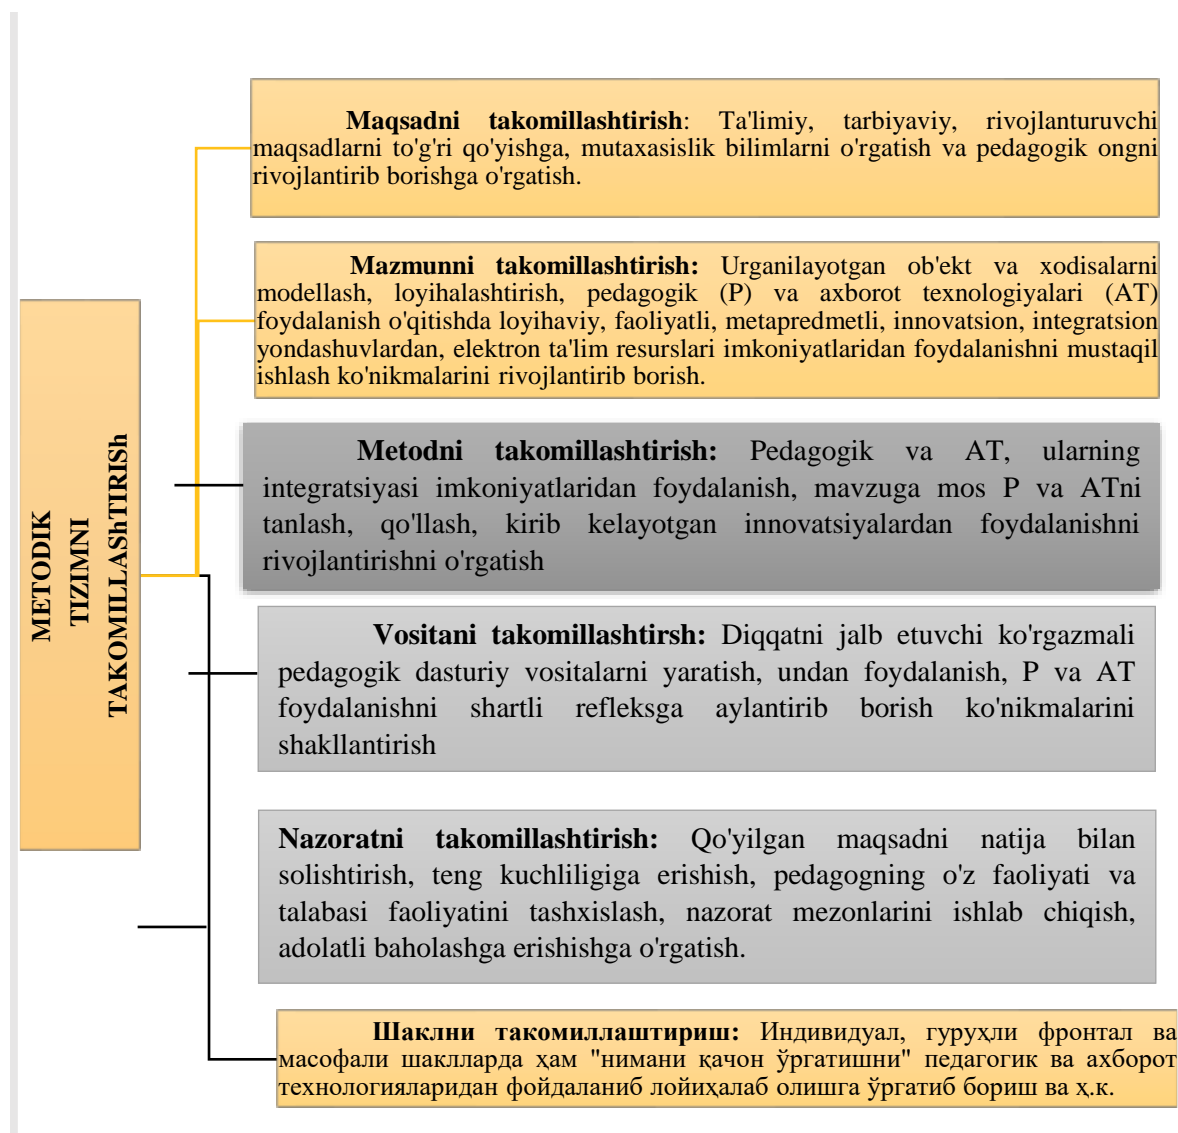 METODIK
TIZIMNI
TAKOMILLAShTIRISh
Maqsadni takomillashtirish: Ta'limiy, tarbiyaviy, rivojlanturuvchi
maqsadlarni to'g'ri qo'yishga, mutaxasislik bilimlarni o'rgatish va pedagogik ongni
rivojlantirib borishga o'rgatish.
Mazmunni takomillashtirish: Urganilayotgan ob'ekt va xodisalarni
modellash, loyihalashtirish, pedagogik (P) va axborot texnologiyalari (AT)
foydalanish o'qitishda loyihaviy, faoliyatli, metapredmetli, innovatsion, integratsion
yondashuvlardan, elektron ta'lim resurslari imkoniyatlaridan foydalanishni mustaqil
ishlash ko'nikmalarini rivojlantirib borish.
Metodni takomillashtirish: Pedagogik va AT, ularning
integratsiyasi imkoniyatlaridan foydalanish, mavzuga mos P va ATni
tanlash, qo'llash, kirib kelayotgan innovatsiyalardan foydalanishni
rivojlantirishni o'rgatish
Vositani takomillashtirsh: Diqqatni jalb etuvchi ko'rgazmali
pedagogik dasturiy vositalarni yaratish, undan foydalanish, P va AT
foydalanishni shartli refleksga aylantirib borish ko'nikmalarini
shakllantirish
Nazoratni takomillashtirish: Qo'yilgan maqsadni natija bilan
solishtirish, teng kuchliligiga erishish, pedagogning o'z faoliyati va
talabasi faoliyatini tashxislash, nazorat mezonlarini ishlab chiqish,
adolatli baholashga erishishga o'rgatish.
Шаклни такомиллаштириш: Индивидуал, гуруҳли фронтал ва
масофали шаклларда ҳам "нимани қачон ўргатишни" педагогик ва ахборот
технологияларидан фойдаланиб лойиҳалаб олишга ўргатиб бориш ва ҳ.к.